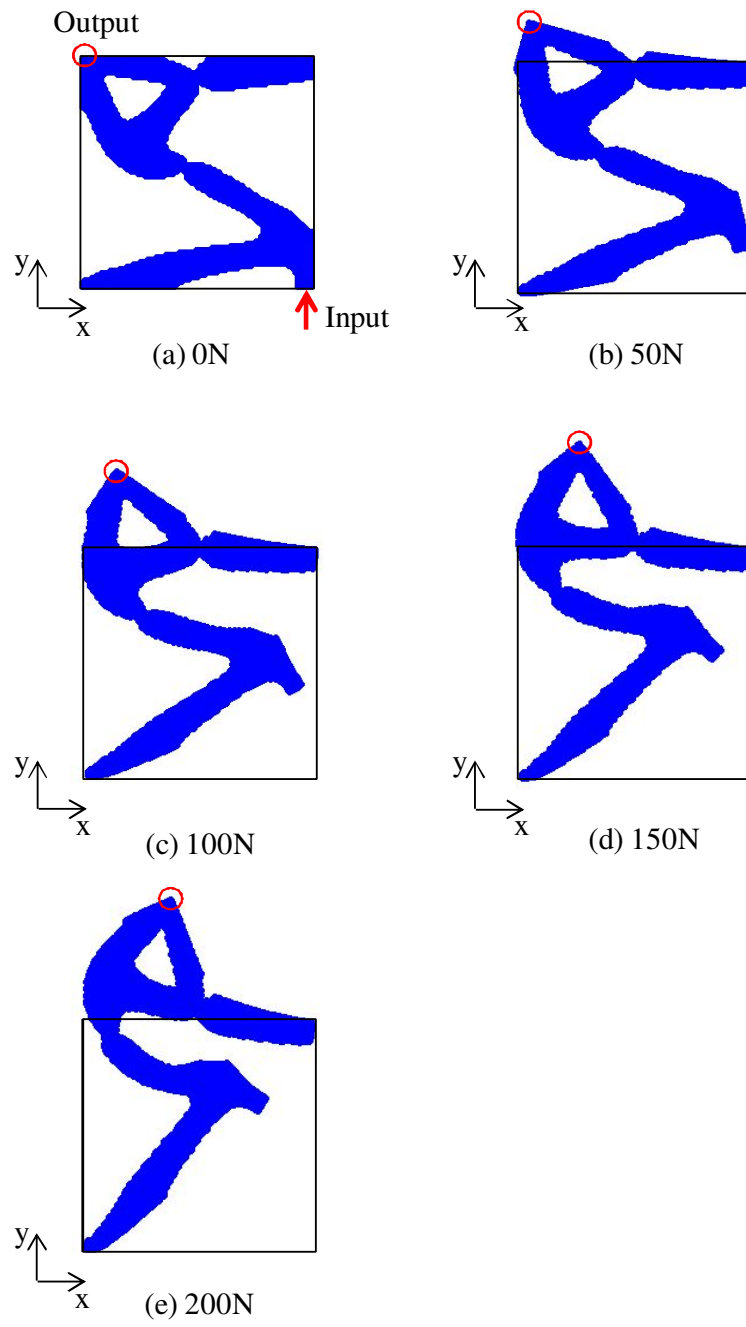 Output
y
x
Input
(a) 0N
y
x
(b) 50N
y
x
(c) 100N
y
x
(d) 150N
y
x
(e) 200N